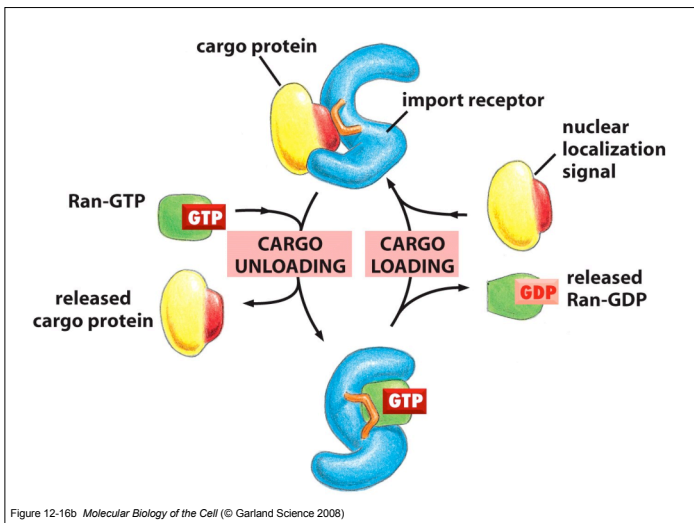 cargo protein
import receptor
nuclear
localization
signal
Ran-GTP
GTP
CARGO
UNLOADING
CARGO
LOADING
released
cargo protein
GDP
released
Ran-GDP
GTP
Figure 12-16b Molecular Biology of the Cell (© Garland Science 2008)